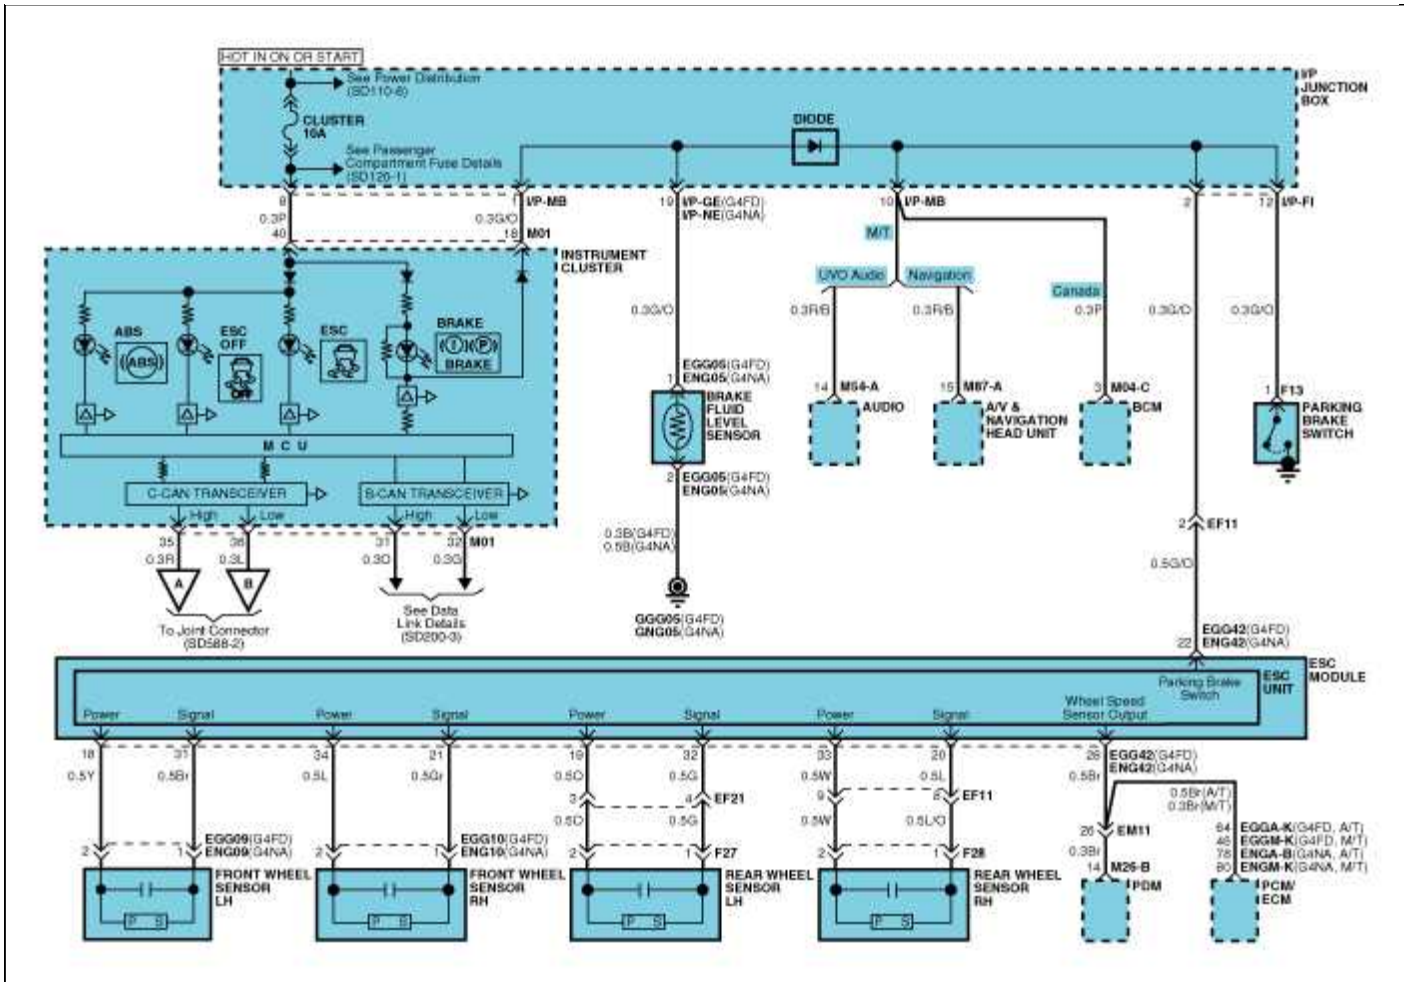 HOT IN ON OR START
See Power Distribution
(SD110-6)
CLUSTER
10A
See Passenger
Compartment Fuse Details
(SD120-1)
DIODE
I/P
JUNCTION
BOX
8
1
I/P-MB
19
I/P-GE(G4FD)
I/P-NE(G4NA)
10
I/P-MB
2
12
I/P-FI
0.3P
0.3G/O
40
18
M01
INSTRUMENT
CLUSTER
M/T
UVO Audio
Navigation
Canada
0.3G/O
0.3R/B
0.3R/B
0.3P
0.3G/O
0.3G/O
ABS
(ABS)
ESC
OFF
OFF
ESC
BRAKE
(!)(P)
BRAKE
EGG05(G4FD)
1
ENG05(G4NA)
BRAKE
FLUID
LEVEL
SENSOR
14
M54-A
AUDIO
15
M87-A
A/V &
NAVIGATION
HEAD UNIT
3
M04-C
BCM
1
F13
PARKING
BRAKE
SWITCH
M C U
C-CAN TRANSCEIVER
B-CAN TRANSCEIVER
High
Low
High
Low
2
EGG05(G4FD)
ENG05(G4NA)
35
36
31
32
M01
0.3R
0.3L
0.3O
0.3G
0.3B(G4FD)
0.5B(G4NA)
2
EF11
0.5G/O
A
B
See Data
Link Details
(SD200-3)
To Joint Connector
(SD588-2)
GGG05(G4FD)
GNG05(G4NA)
EGG42(G4FD)
22
ENG42(G4NA)
ESC
MODULE
ESC
UNIT
Parking Brake
Switch
Wheel Speed
Sensor Output
Power
Signal
Power
Signal
Power
Signal
Power
Signal
18
31
34
21
19
32
33
20
EGG42(G4FD)
ENG42(G4NA)
0.5Y
0.5Br
0.5L
0.5Gr
0.5O
0.5G
0.5W
0.5L
0.5Br
3
4
EF21
9
8
EF11
0.5O
0.5G
0.5W
0.5L/O
0.5Br(A/T)
0.3Br(M/T)
26
EM11
0.3Br
14
M26-B
PDM
64
EGGA-K(G4FD, A/T)
46
EGGM-K(G4FD, M/T)
78
ENGA-B(G4NA, A/T)
60
ENGM-K(G4NA, M/T)
PCM/
ECM
2
1
EGG09(G4FD)
ENG09(G4NA)
2
1
EGG10(G4FD)
ENG10(G4NA)
2
1
F27
2
1
F28
FRONT WHEEL
SENSOR
LH
FRONT WHEEL
SENSOR
RH
REAR WHEEL
SENSOR
LH
REAR WHEEL
SENSOR
RH
P S
P S
P S
P S